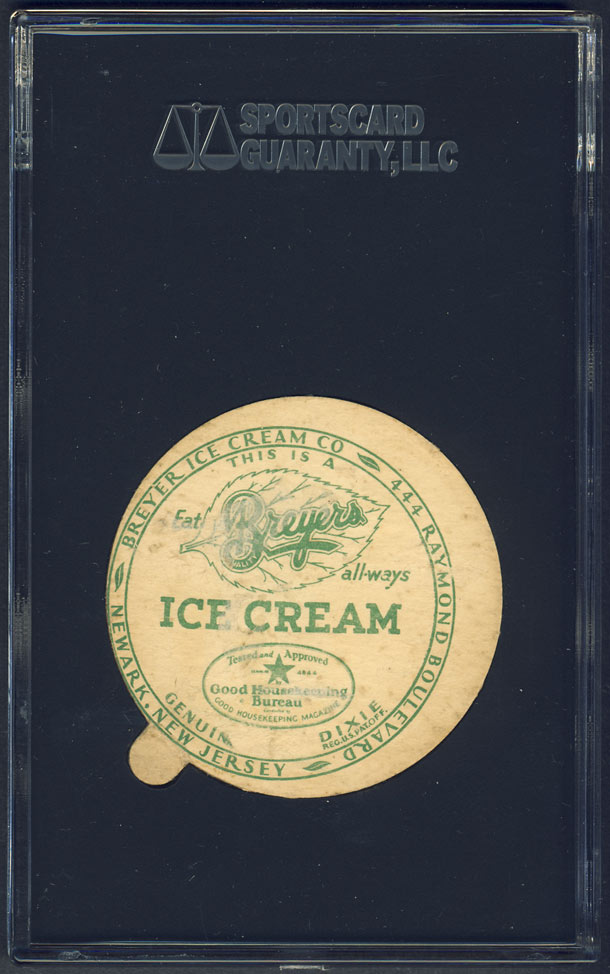 SPORTSCARD
GUARANTY, LLC
BREYER ICE CREAM CO
444 RAYMOND BOULEVARD
NEWARK, NEW JERSEY
THIS IS A
Eat
Breyers
all-ways
ICE CREAM
Tested and Approved
Good Housekeeping
Bureau
GOOD HOUSEKEEPING MAGAZINE
GENUIN
DIXIE
REG. U.S. PAT. OFF.